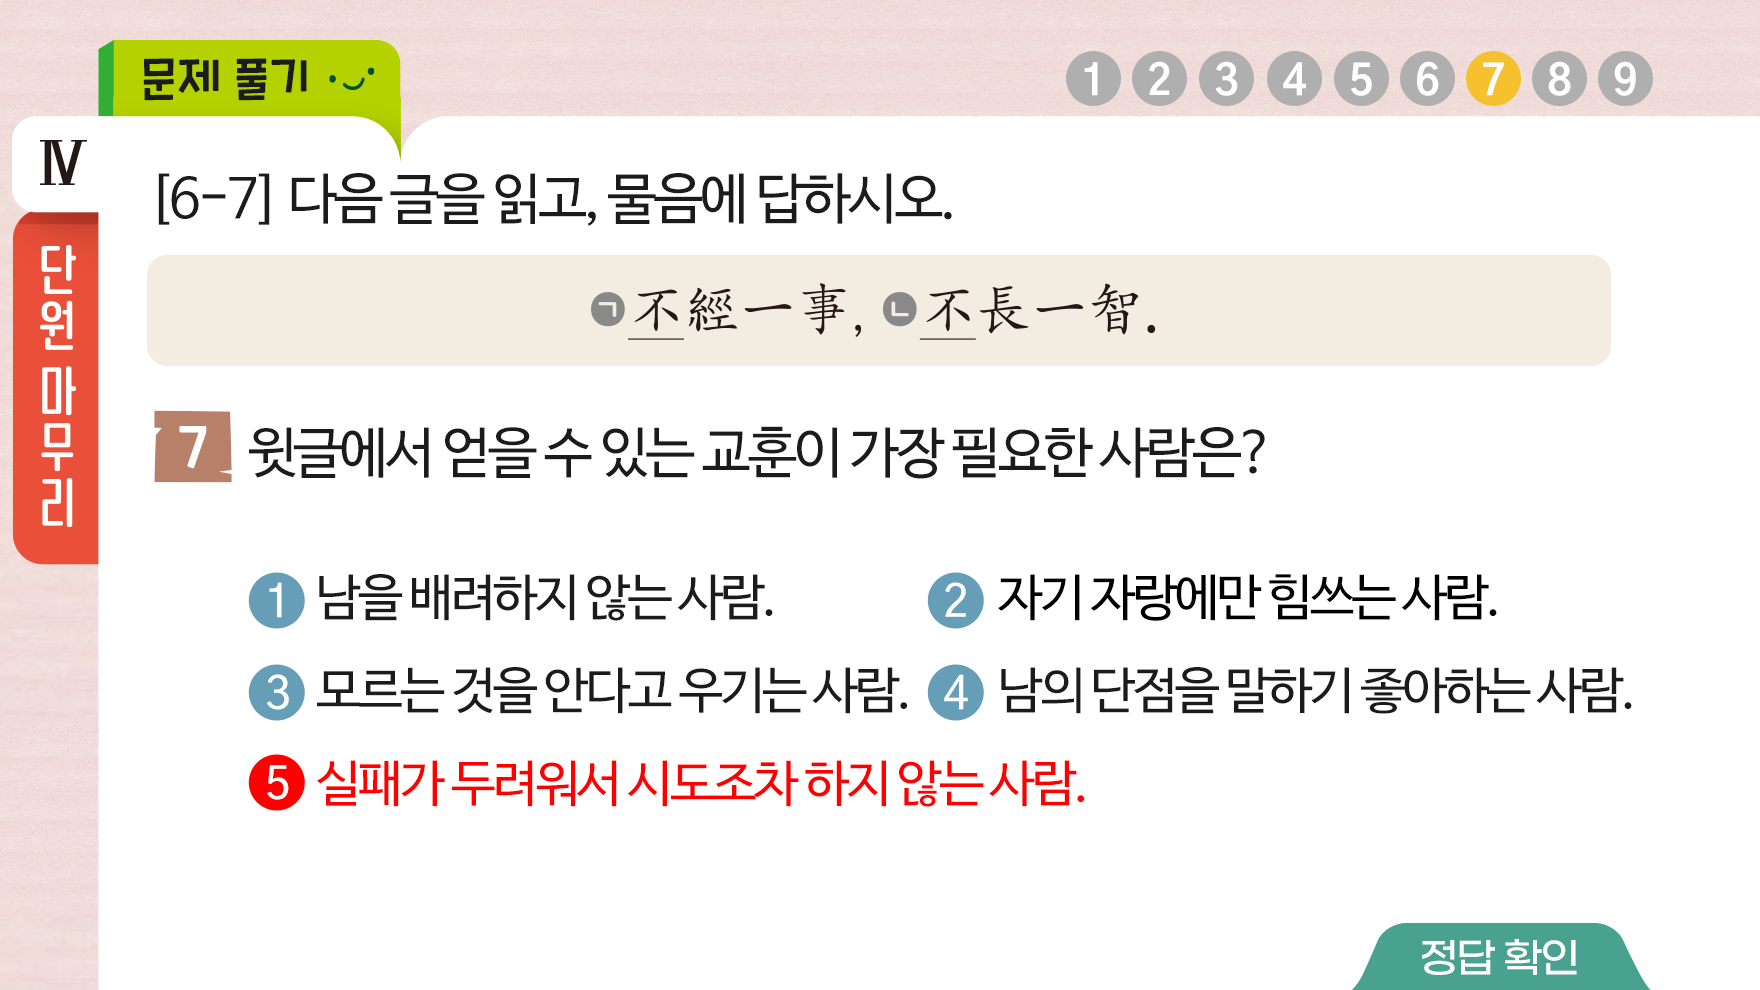 문제 풀기
1 2 3 4 5 6 7 8 9
Ⅳ
단원 마무리
[6-7] 다음 글을 읽고, 물음에 답하시오.
㉠不經一事, ㉡不長一智.
7 윗글에서 얻을 수 있는 교훈이 가장 필요한 사람은?
❶ 남을 배려하지 않는 사람. ❷ 자기 자랑에만 힘쓰는 사람.
❸ 모르는 것을 안다고 우기는 사람. ❹ 남의 단점을 말하기 좋아하는 사람.
❺ 실패가 두려워서 시도조차 하지 않는 사람.
정답 확인